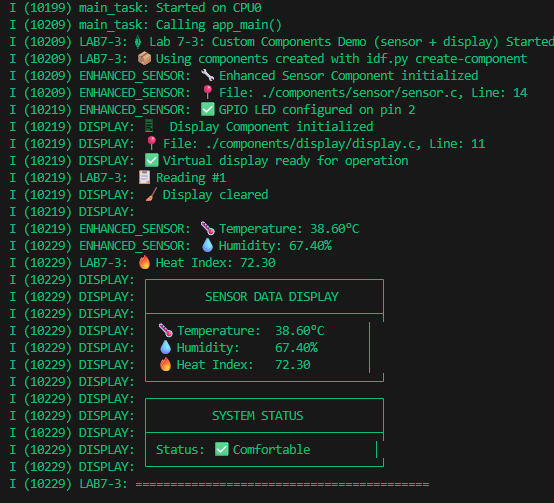 I (10199) main_task: Started on CPU0
I (10209) main_task: Calling app_main()
I (10209) LAB7-3: Lab 7-3: Custom Components Demo (sensor + display) Started
I (10209) LAB7-3: 📦 Using components created with idf.py create-component
I (10209) ENHANCED_SENSOR: 🔧 Enhanced Sensor Component initialized
I (10209) ENHANCED_SENSOR: 📍 File: ./components/sensor/sensor.c, Line: 14
I (10219) ENHANCED_SENSOR: ✅ GPIO LED configured on pin 2
I (10219) DISPLAY: Display Component initialized
I (10219) DISPLAY: 📍 File: ./components/display/display.c, Line: 11
I (10219) DISPLAY: ✅ Virtual display ready for operation
I (10219) LAB7-3: 📋 Reading #1
I (10219) DISPLAY: 🧹 Display cleared
I (10219) DISPLAY:
I (10229) ENHANCED_SENSOR: 🌡️ Temperature: 38.60°C
I (10229) ENHANCED_SENSOR: 💧 Humidity: 67.40%
I (10229) LAB7-3: 🔥 Heat Index: 72.30
I (10229) DISPLAY:
I (10229) DISPLAY: SENSOR DATA DISPLAY
I (10229) DISPLAY:
I (10229) DISPLAY: 🌡️ Temperature: 38.60°C
I (10229) DISPLAY: 💧 Humidity: 67.40%
I (10229) DISPLAY: 🔥 Heat Index: 72.30
I (10229) DISPLAY:
I (10229) DISPLAY:
I (10229) DISPLAY: SYSTEM STATUS
I (10229) DISPLAY:
I (10229) DISPLAY: Status: ✅ Comfortable
I (10229) DISPLAY:
I (10229) LAB7-3: ==========================================